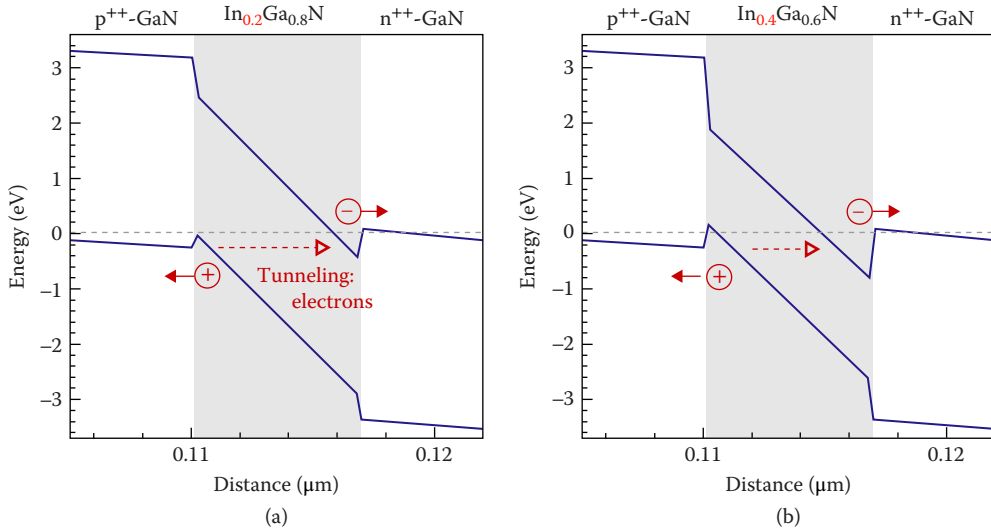 p⁺⁺-GaN In₀.₂Ga₀.₈N n⁺⁺-GaN
3
2
1
0
−1
−2
−3
Energy (eV)
−
+
Tunneling:
electrons
0.11 0.12
Distance (μm)
(a)
p⁺⁺-GaN In₀.₄Ga₀.₆N n⁺⁺-GaN
3
2
1
0
−1
−2
−3
Energy (eV)
−
+
0.11 0.12
Distance (μm)
(b)